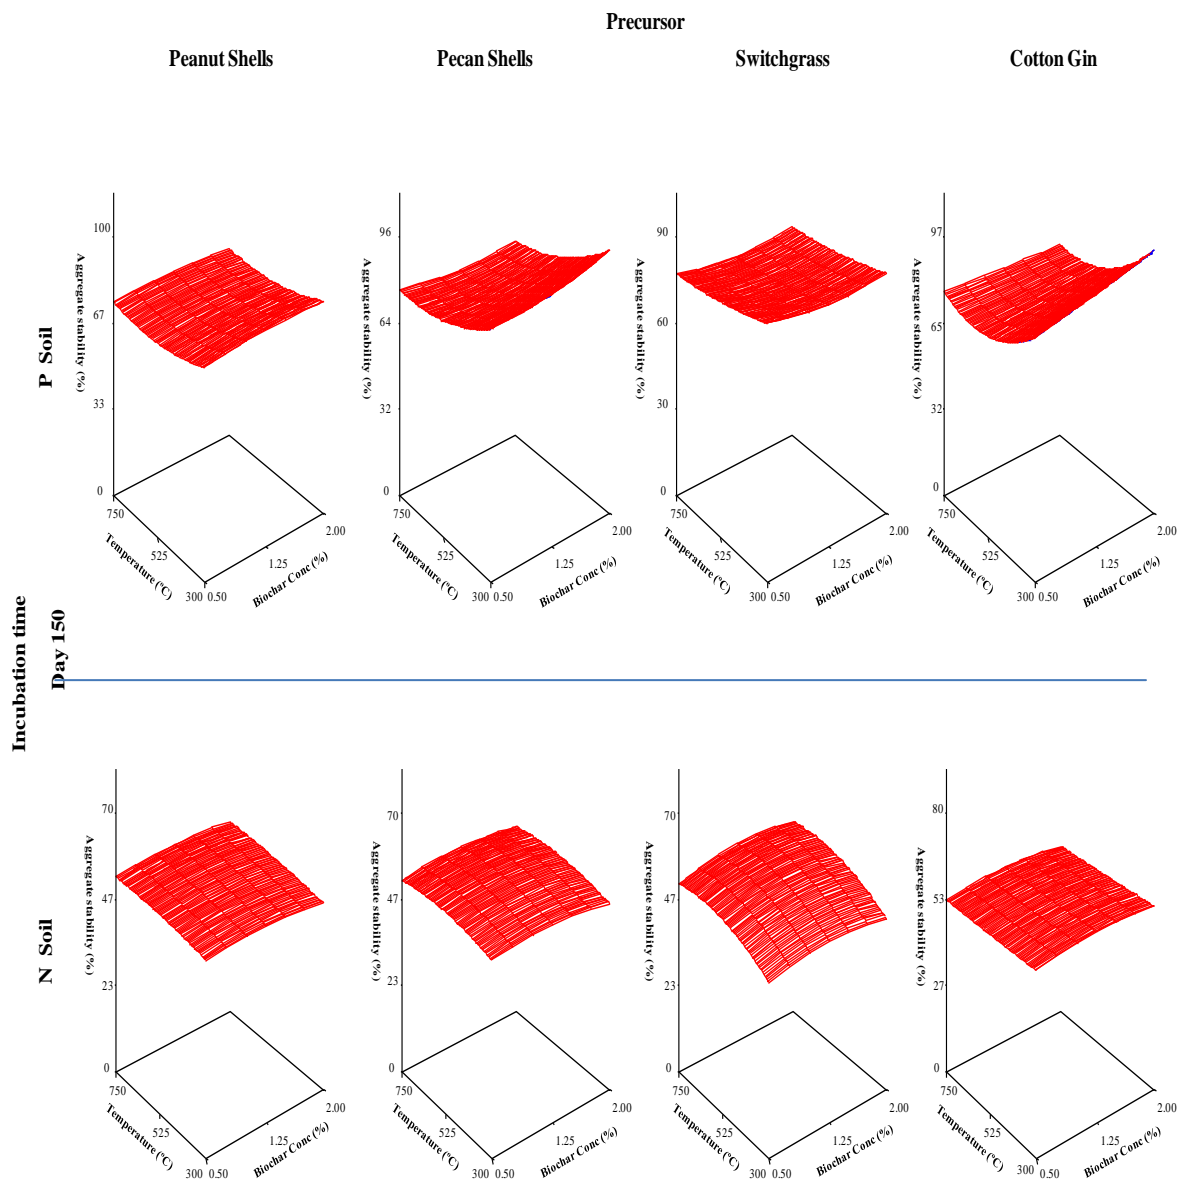 Precursor
Peanut Shells
Pecan Shells
Switchgrass
Cotton Gin
Incubation time
Day 150
P Soil
100
67
33
0
Aggregate stability (%)
750
525
300
Temperature (ºC)
0.50
1.25
2.00
Biochar Conc (%)
96
64
32
0
Aggregate stability (%)
750
525
300
Temperature (ºC)
0.50
1.25
2.00
Biochar Conc (%)
90
60
30
0
Aggregate stability (%)
750
525
300
Temperature (ºC)
0.50
1.25
2.00
Biochar Conc (%)
97
65
32
0
Aggregate stability (%)
750
525
300
Temperature (ºC)
0.50
1.25
2.00
Biochar Conc (%)
N Soil
70
47
23
0
Aggregate stability (%)
750
525
300
Temperature (ºC)
0.50
1.25
2.00
Biochar Conc (%)
70
47
23
0
Aggregate stability (%)
750
525
300
Temperature (ºC)
0.50
1.25
2.00
Biochar Conc (%)
70
47
23
0
Aggregate stability (%)
750
525
300
Temperature (ºC)
0.50
1.25
2.00
Biochar Conc (%)
80
53
27
0
Aggregate stability (%)
750
525
300
Temperature (ºC)
0.50
1.25
2.00
Biochar Conc (%)